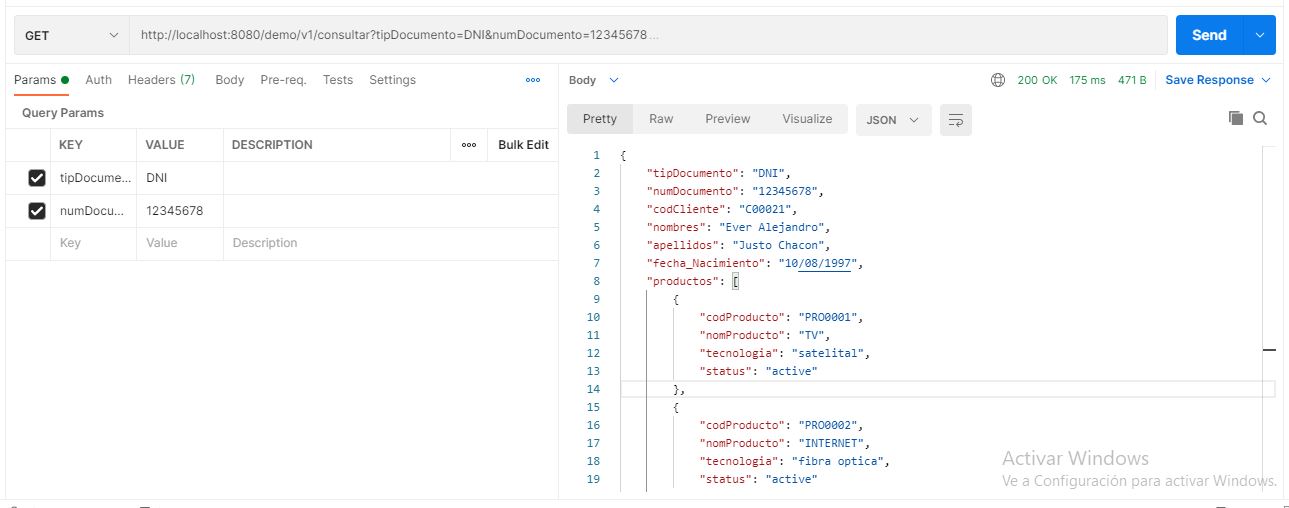 GET http://localhost:8080/demo/v1/consultar?tipDocumento=DNI&numDocumento=12345678... Send
Params Auth Headers (7) Body Pre-req. Tests Settings
Query Params
KEY VALUE DESCRIPTION Bulk Edit
tipDocume... DNI
numDocu... 12345678
Key Value Description
Body 200 OK 175 ms 471 B Save Response
Pretty Raw Preview Visualize JSON
1 {
2 "tipDocumento": "DNI",
3 "numDocumento": "12345678",
4 "codCliente": "C00021",
5 "nombres": "Ever Alejandro",
6 "apellidos": "Justo Chacon",
7 "fecha_Nacimiento": "10/08/1997",
8 "productos": [
9 {
10 "codProducto": "PRO0001",
11 "nomProducto": "TV",
12 "tecnologia": "satelital",
13 "status": "active"
14 },
15 {
16 "codProducto": "PRO0002",
17 "nomProducto": "INTERNET",
18 "tecnologia": "fibra optica",
19 "status": "active"
Activar Windows
Ve a Configuración para activar Windows.